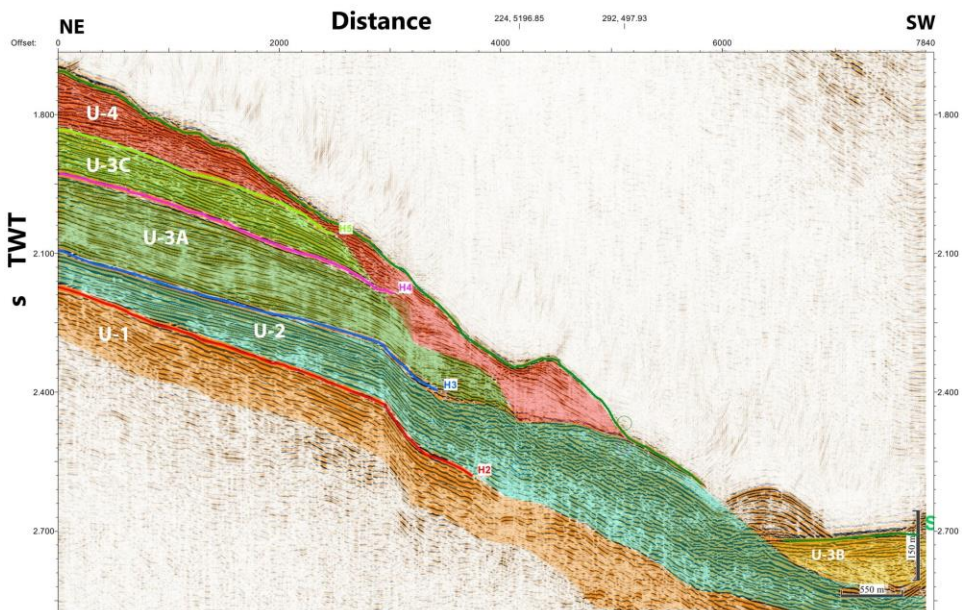 NE
Distance
224, 5196.85
292, 497.93
SW
Offset:
0
2000
4000
6000
7840
1.800
1.800
U-4
U-3C
H5
TWT
s
U-3A
2.100
2.100
H4
U-2
U-1
H3
2.400
2.400
H2
2.700
2.700
S
U-3B
150 m
550 m